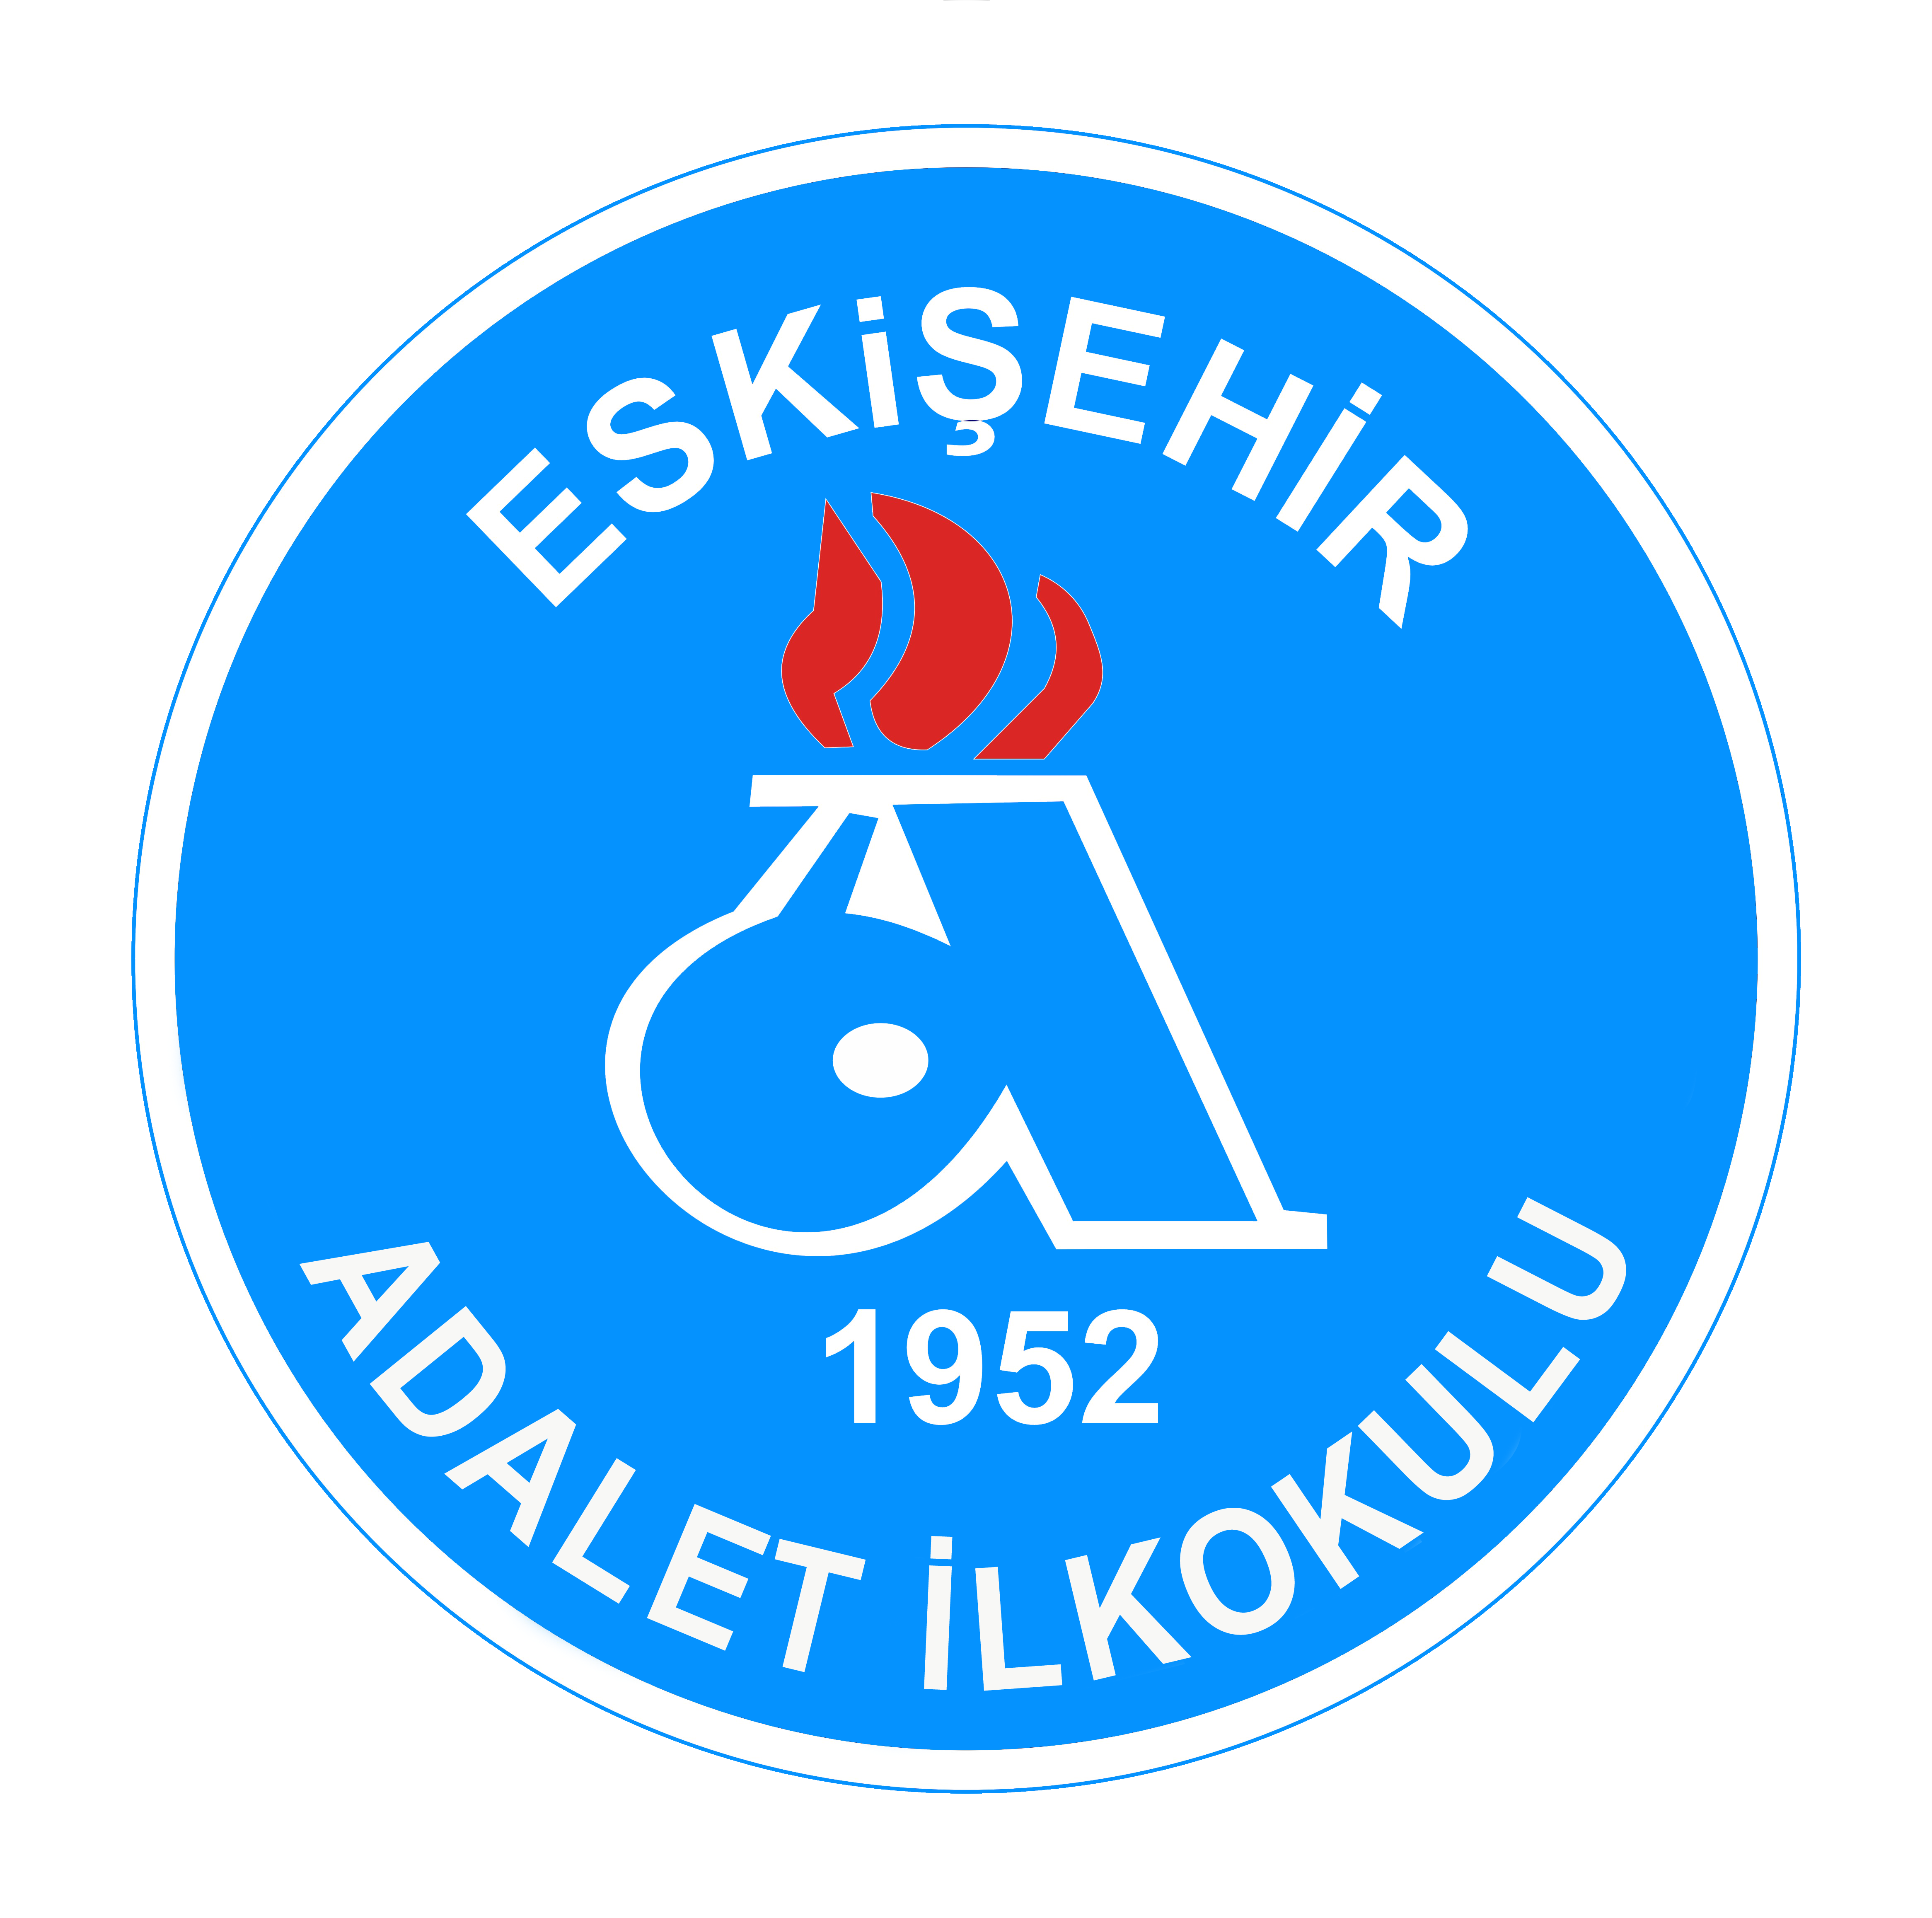 ESKİŞEHİR
1952
ADALET İLKOKULU U